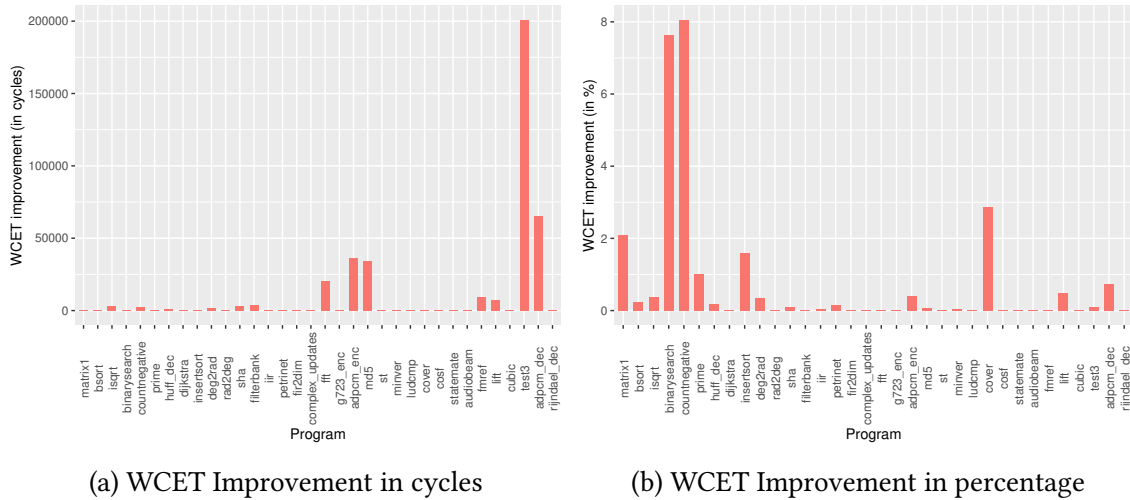 200000
150000
100000
50000
0
WCET improvement (in cycles)
matrix1
bsort
isqrt
binarysearch
countnegative
prime
huff_dec
dijkstra
insertsort
deg2rad
rad2deg
sha
filterbank
iir
petrinet
fir2dim
complex_updates
fft
g723_enc
adpcm_enc
md5
st
minver
ludcmp
cover
cosf
statemate
audiobeam
fmref
lift
cubic
test3
adpcm_dec
rijndael_dec
Program
(a) WCET Improvement in cycles
8
6
4
2
0
WCET improvement (in %)
matrix1
bsort
isqrt
binarysearch
countnegative
prime
huff_dec
dijkstra
insertsort
deg2rad
rad2deg
sha
filterbank
iir
petrinet
fir2dim
complex_updates
fft
g723_enc
adpcm_enc
md5
st
minver
ludcmp
cover
cosf
statemate
audiobeam
fmref
lift
cubic
test3
adpcm_dec
rijndael_dec
Program
(b) WCET Improvement in percentage